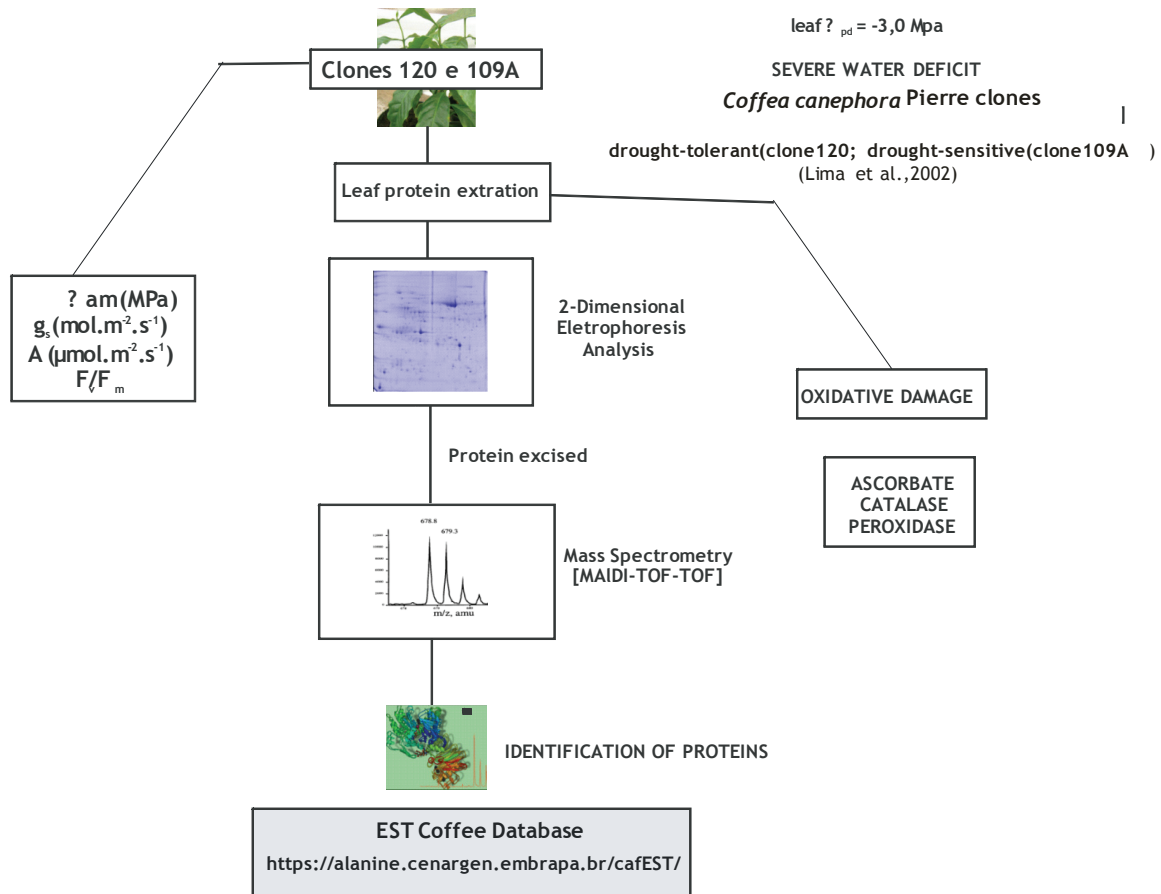 leaf ? pd = -3,0 Mpa
Clones 120 e 109A
SEVERE WATER DEFICIT
Coffea canephora Pierre clones
|
drought-tolerant(clone120; drought-sensitive(clone109A )
(Lima et al.,2002)
Leaf protein extration
? am(MPa)
gs(mol.m-2.s-1)
A (µmol.m-2.s-1)
Fv/Fm
2-Dimensional
Eletrophoresis
Analysis
OXIDATIVE DAMAGE
Protein excised
ASCORBATE
CATALASE
PEROXIDASE
678.8
679.3
m/z, amu
Mass Spectrometry
[MAlDI-TOF-TOF]
IDENTIFICATION OF PROTEINS
EST Coffee Database
https://alanine.cenargen.embrapa.br/cafEST/